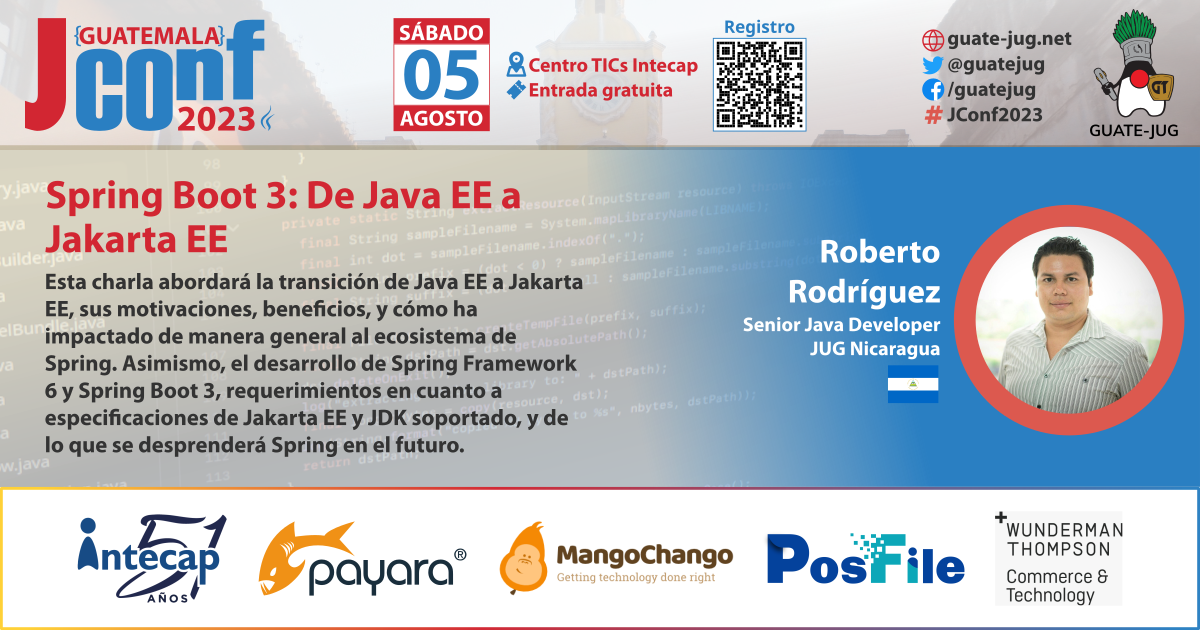 {GUATEMALA}
JConf
2023
SÁBADO
05
AGOSTO
Centro TICs Intecap
Entrada gratuita
Registro
guate-jug.net
@guatejug
/guatejug
#JConf2023
GT
GUATE-JUG
Spring Boot 3: De Java EE a
Jakarta EE
Esta charla abordará la transición de Java EE a Jakarta
EE, sus motivaciones, beneficios, y cómo ha
impactado de manera general al ecosistema de
Spring. Asimismo, el desarrollo de Spring Framework
6 y Spring Boot 3, requerimientos en cuanto a
especificaciones de Jakarta EE y JDK soportado, y de
lo que se desprenderá Spring en el futuro.
Roberto
Rodríguez
Senior Java Developer
JUG Nicaragua
intecap
51
AÑOS
payara®
MangoChango
Getting technology done right
PosFile
WUNDERMAN
THOMPSON
Commerce &
Technology